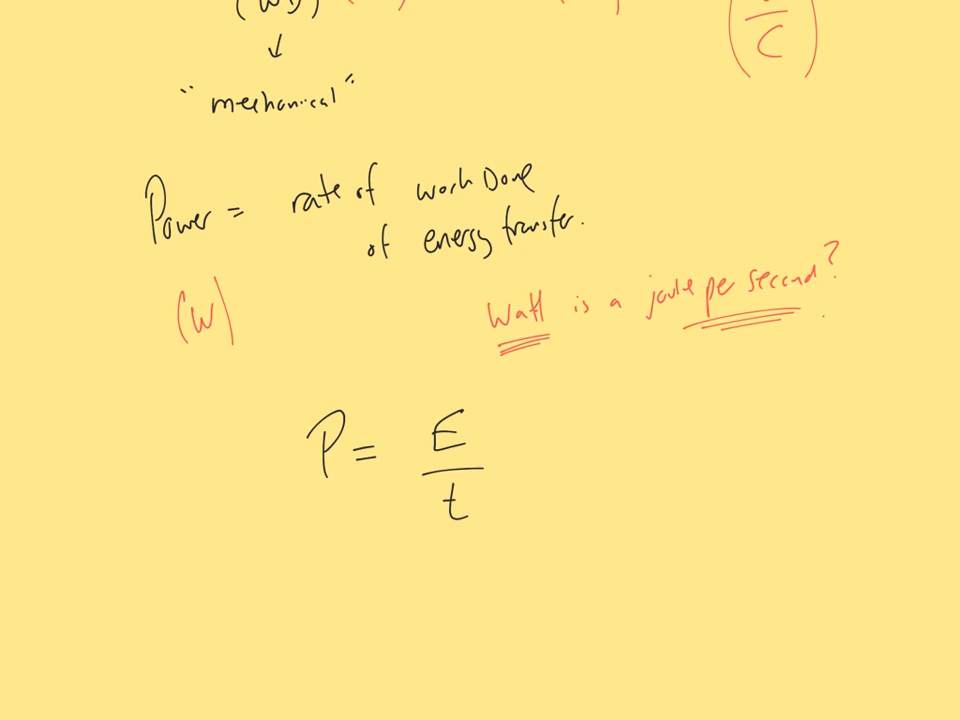 "mechanical"
Power = rate of work Done
of energy transfer.
(W)
Watt is a joule per second?
P = E
t
C